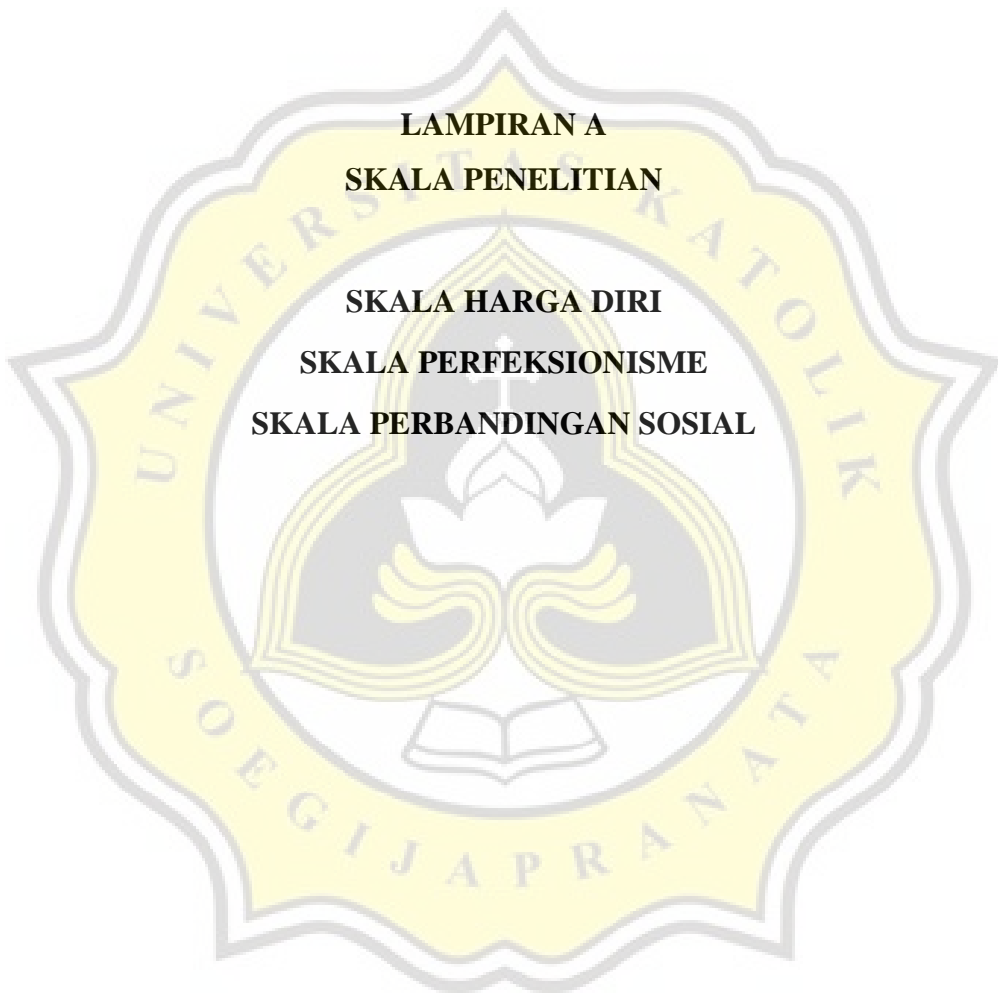 LAMPIRAN A
SKALA PENELITIAN
SKALA HARGA DIRI
SKALA PERFEKSIONISME
SKALA PERBANDINGAN SOSIAL
UNIVERSITAS KATOLIK
SOEGIJAPRANATA